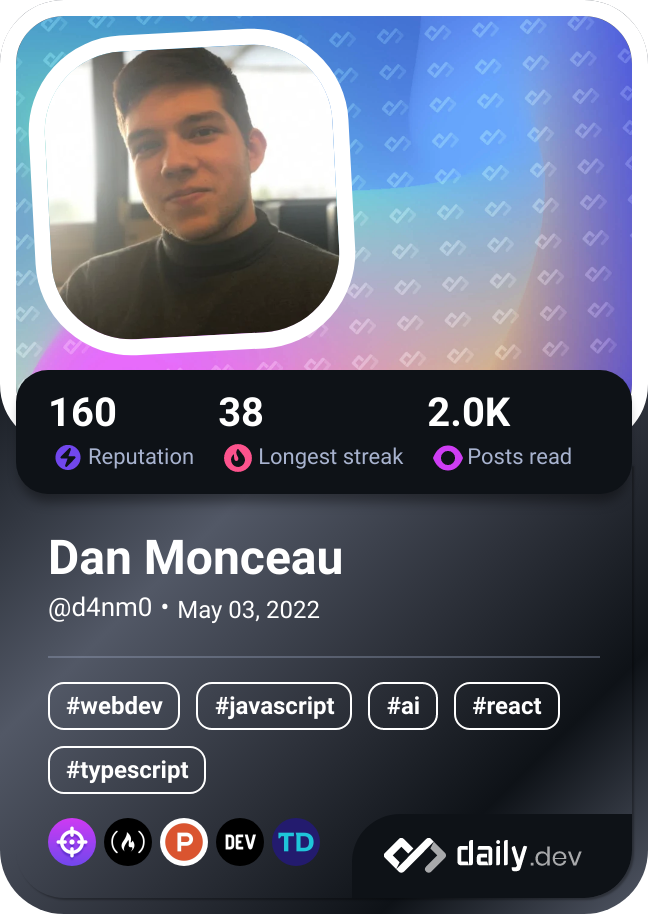 160 38 2.0K
Reputation Longest streak Posts read
Dan Monceau
@d4nm0 • May 03, 2022
#webdev #javascript #ai #react
#typescript
P DEV TD
daily.dev